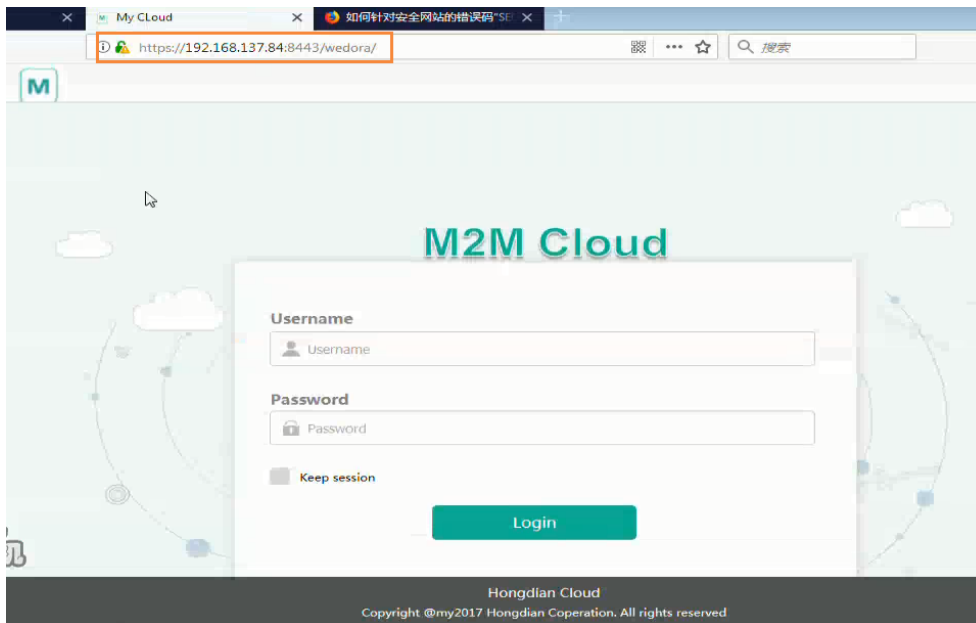 My CLoud
如何针对安全网站的错误码"SE
https://192.168.137.84:8443/wedora/
搜索
M
M2M Cloud
Username
Username
Password
Password
Keep session
Login
Hongdian Cloud
Copyright @my2017 Hongdian Coperation. All rights reserved